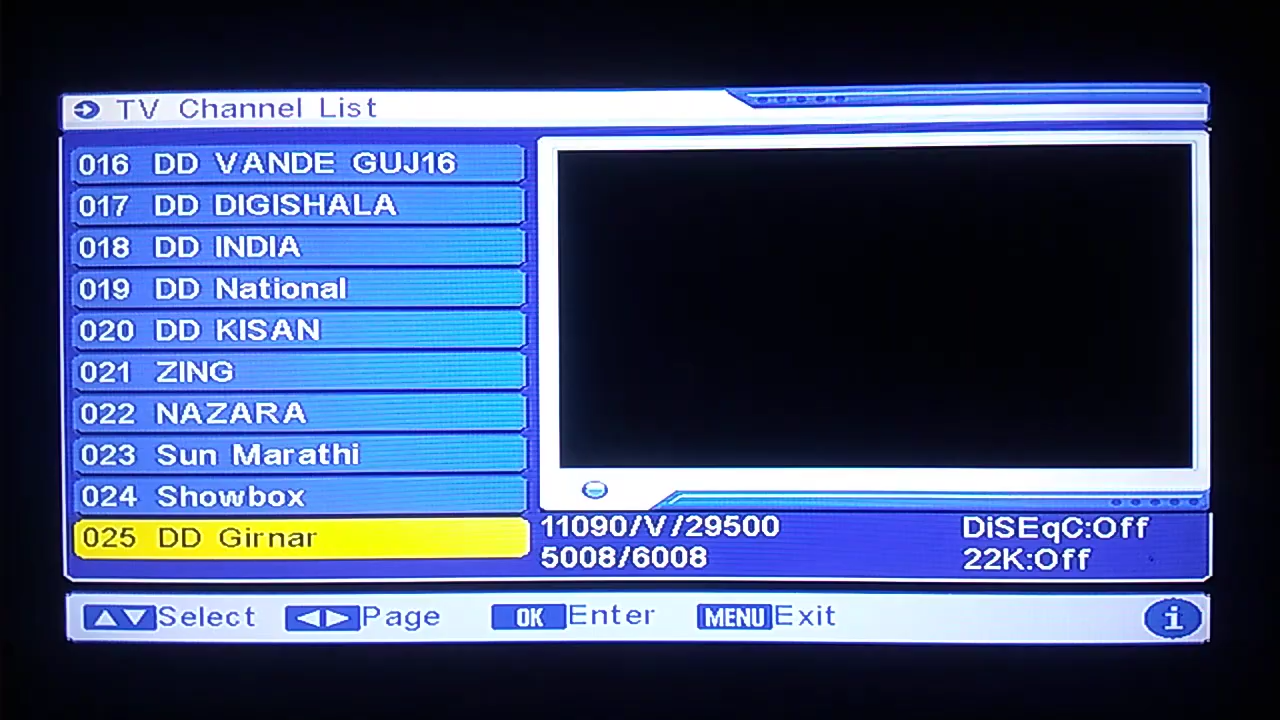 TV Channel List
016 DD VANDE GUJ16
017 DD DIGISHALA
018 DD INDIA
019 DD National
020 DD KISAN
021 ZING
022 NAZARA
023 Sun Marathi
024 Showbox
025 DD Girnar
11090/V/29500 DiSEqC:Off
5008/6008 22K:Off
Select Page OK Enter MENU Exit i